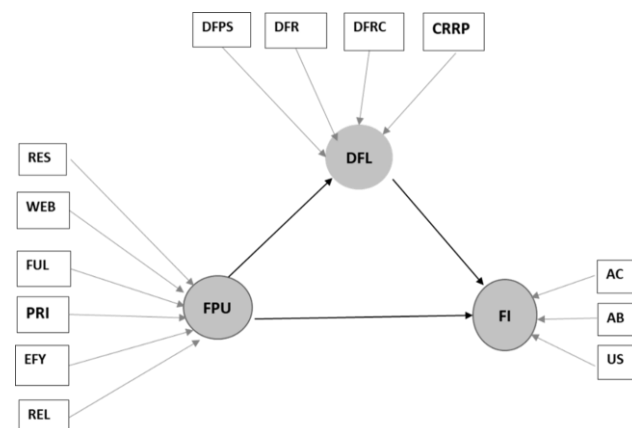 DFPS
DFR
DFRC
CRRP
DFL
RES
WEB
FUL
PRI
EFY
REL
FPU
FI
AC
AB
US